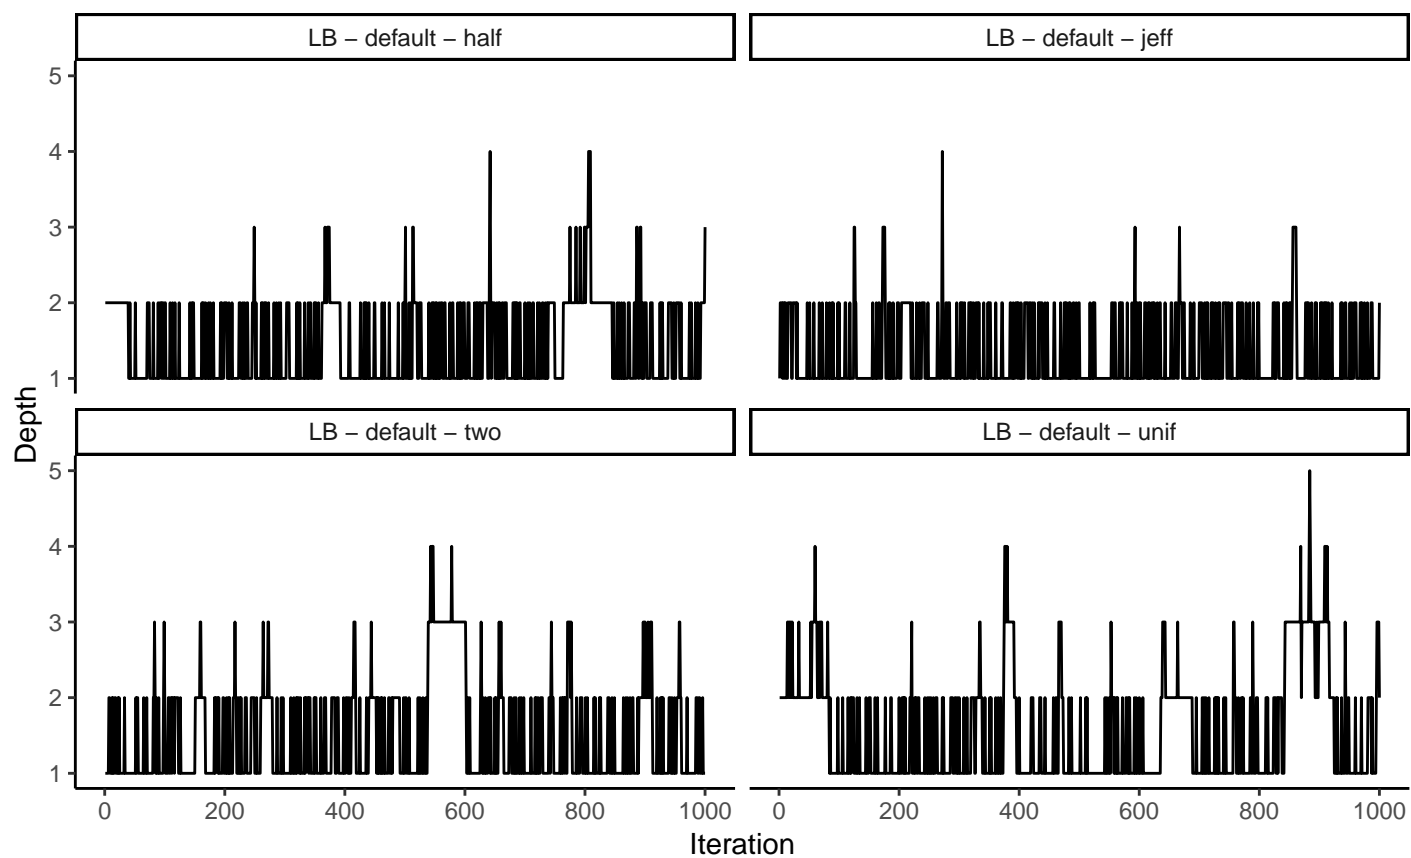 LB – default – half
LB – default – jeff
5
4
3
2
1
Depth
LB – default – two
LB – default – unif
5
4
3
2
1
0 200 400 600 800 1000
0 200 400 600 800 1000
Iteration